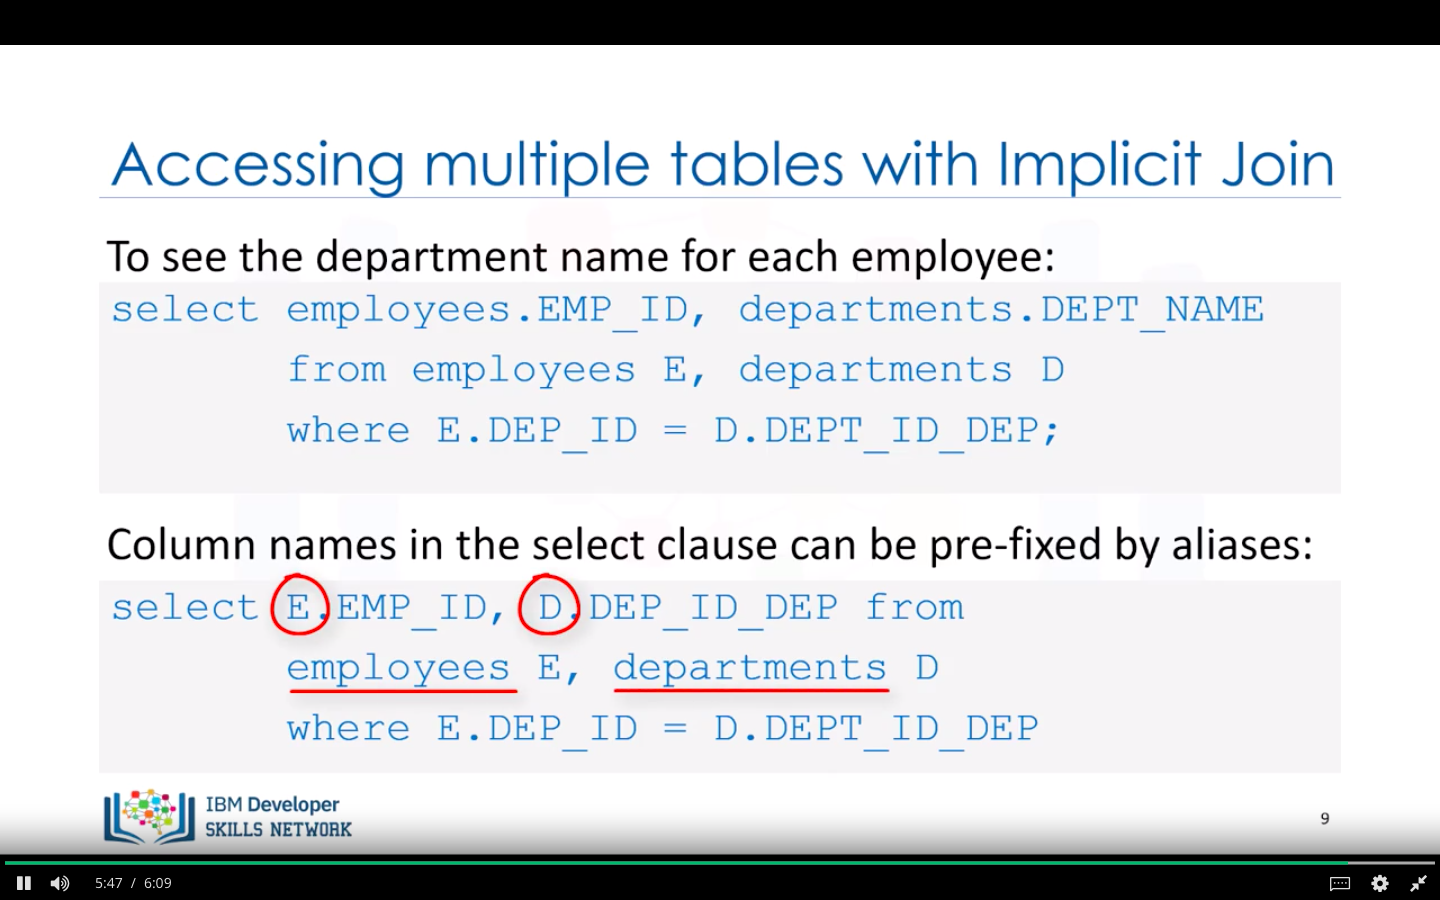 Accessing multiple tables with Implicit Join
To see the department name for each employee:
select employees.EMP_ID, departments.DEPT_NAME
from employees E, departments D
where E.DEP_ID = D.DEPT_ID_DEP;
Column names in the select clause can be pre-fixed by aliases:
select E.EMP_ID, D.DEP_ID_DEP from
employees E, departments D
where E.DEP_ID = D.DEPT_ID_DEP
IBM Developer
SKILLS NETWORK
9
5:47 / 6:09